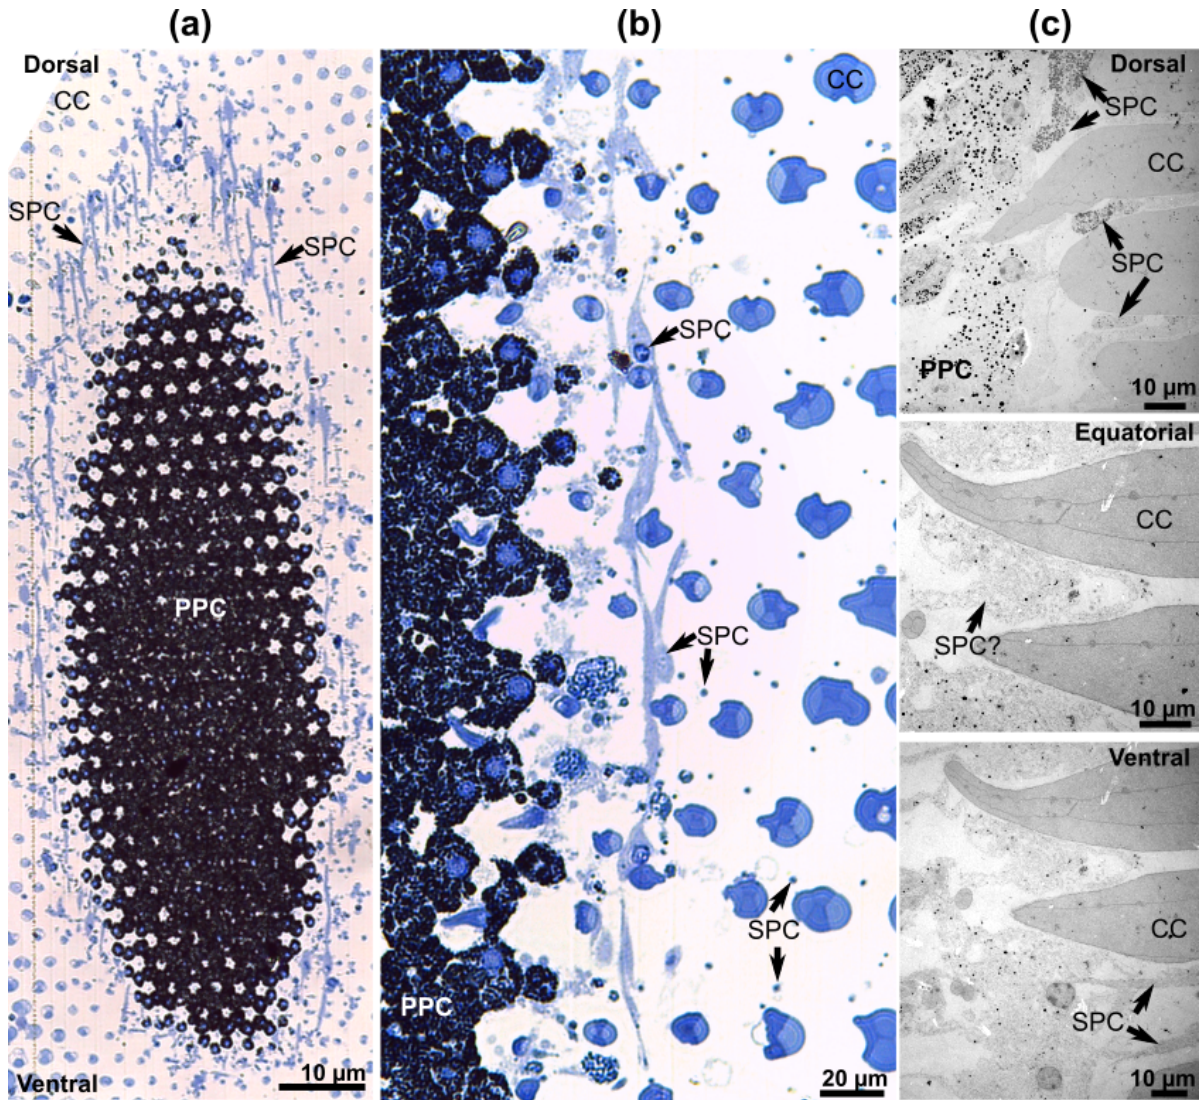 (a)
(b)
(c)
Dorsal
CC
SPC
SPC
PPC
Ventral
10 µm
CC
SPC
SPC
SPC
PPC
20 µm
Dorsal
SPC
CC
SPC
PPC
10 µm
Equatorial
CC
SPC?
10 µm
Ventral
CC
SPC
10 µm